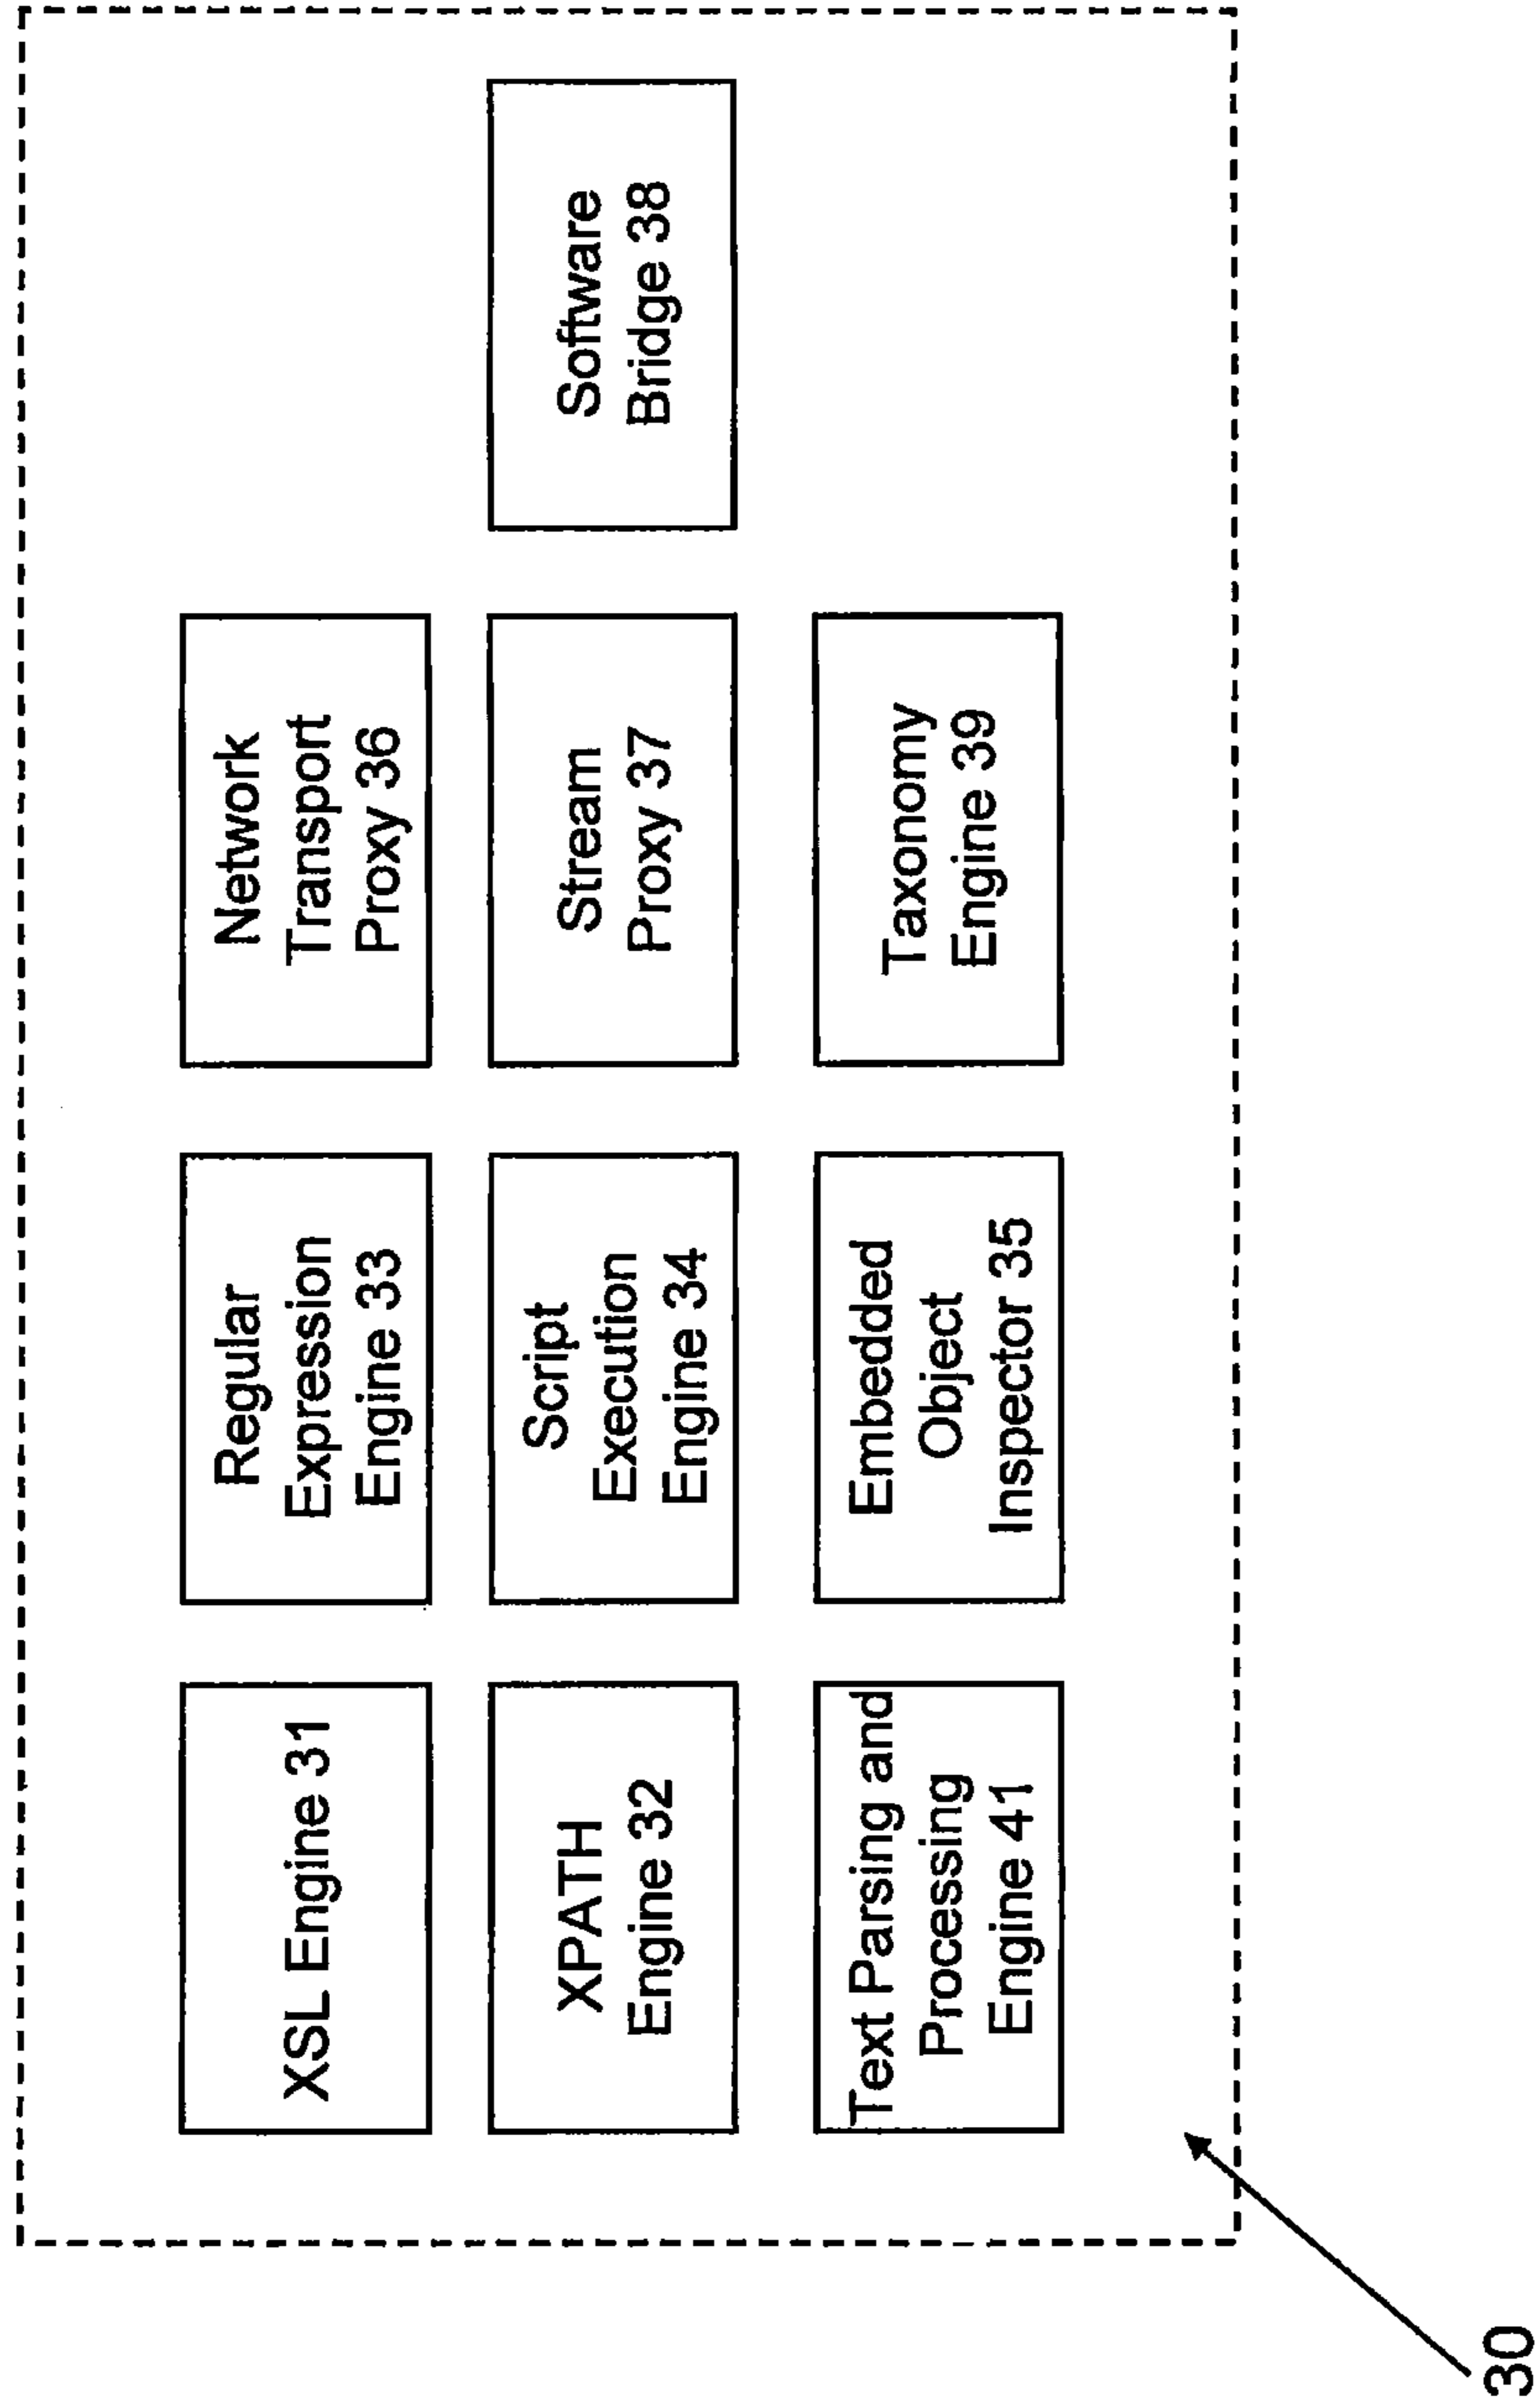 XSL Engine 31
Regular
Expression
Engine 33
Network
Transport
Proxy 36
XPATH
Engine 32
Script
Execution
Engine 34
Stream
Proxy 37
Software
Bridge 38
Text Parsing and
Processing
Engine 41
Embedded
Object
Inspector 35
Taxonomy
Engine 39
30